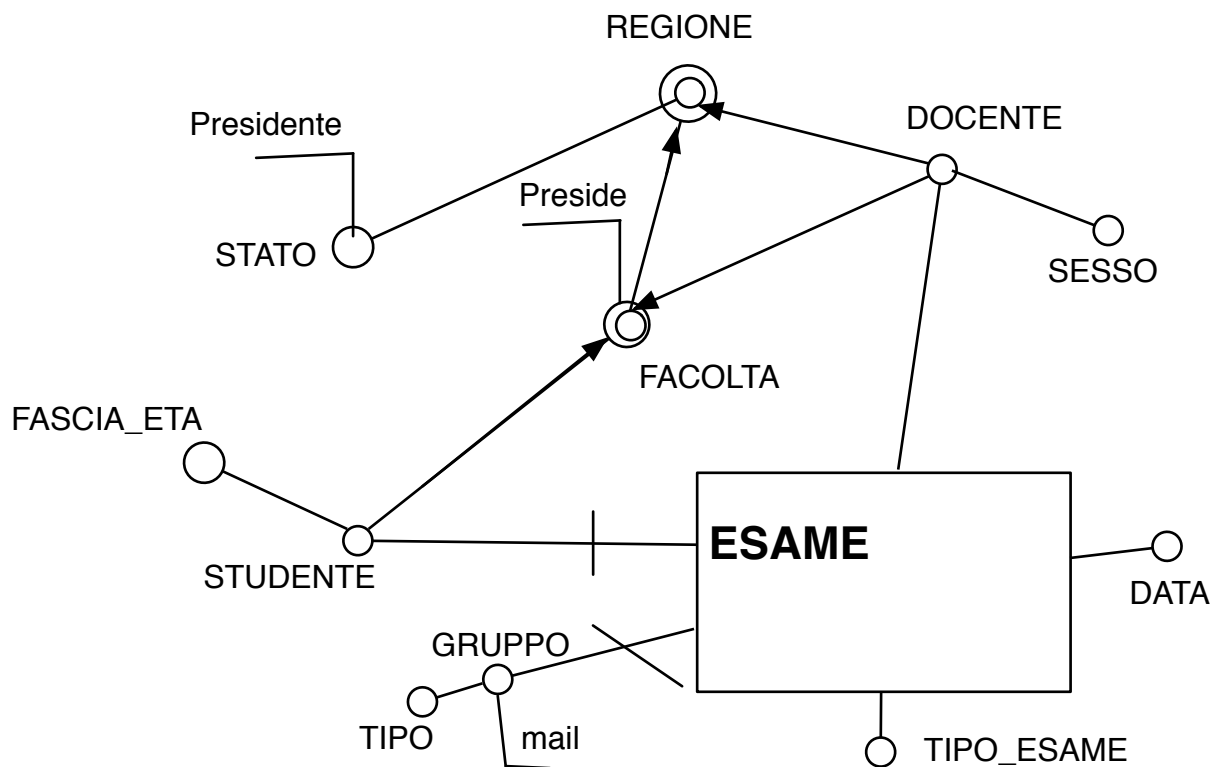 REGIONE
Presidente
DOCENTE
Preside
STATO
SESSO
FACOLTA
FASCIA_ETA
ESAME
STUDENTE
DATA
GRUPPO
TIPO
mail
TIPO_ESAME